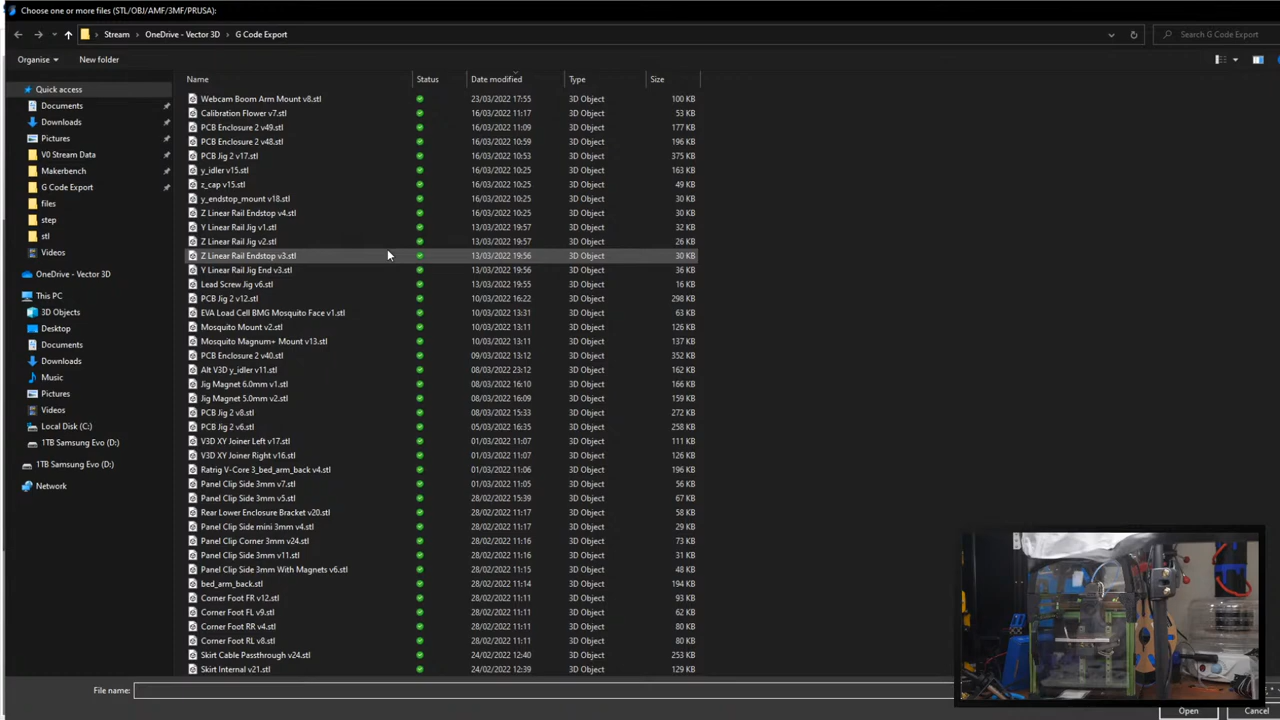 Choose one or more files (STL/OBJ/AMF/3MF/PRUSA):
Stream OneDrive - Vector 3D G Code Export Search G Code Export
Organise New folder
Name Status Date modified Type Size
Quick access
Documents
Downloads
Pictures
V0 Stream Data
Makerbench
G Code Export
files
step
stl
Videos
OneDrive - Vector 3D
This PC
3D Objects
Desktop
Documents
Downloads
Music
Pictures
Videos
Local Disk (C:)
1TB Samsung Evo (D:)
1TB Samsung Evo (D:)
Network
Webcam Boom Arm Mount v8.stl 23/03/2022 17:55 3D Object 100 KB
Calibration Flower v7.stl 16/03/2022 11:17 3D Object 53 KB
PCB Enclosure 2 v49.stl 16/03/2022 11:09 3D Object 177 KB
PCB Enclosure 2 v48.stl 16/03/2022 10:59 3D Object 196 KB
PCB Jig 2 v17.stl 16/03/2022 10:53 3D Object 375 KB
y_idler v15.stl 16/03/2022 10:25 3D Object 163 KB
z_cap v15.stl 16/03/2022 10:25 3D Object 49 KB
y_endstop_mount v18.stl 16/03/2022 10:25 3D Object 30 KB
Z Linear Rail Endstop v4.stl 16/03/2022 10:25 3D Object 30 KB
Y Linear Rail Jig v1.stl 13/03/2022 19:57 3D Object 32 KB
Z Linear Rail Jig v2.stl 13/03/2022 19:57 3D Object 26 KB
Z Linear Rail Endstop v3.stl 13/03/2022 19:56 3D Object 30 KB
Y Linear Rail Jig End v3.stl 13/03/2022 19:56 3D Object 36 KB
Lead Screw Jig v6.stl 13/03/2022 19:55 3D Object 16 KB
PCB Jig 2 v12.stl 10/03/2022 16:22 3D Object 298 KB
EVA Load Cell BMG Mosquito Face v1.stl 10/03/2022 13:31 3D Object 63 KB
Mosquito Mount v2.stl 10/03/2022 13:11 3D Object 126 KB
Mosquito Magnum+ Mount v13.stl 10/03/2022 13:11 3D Object 137 KB
PCB Enclosure 2 v40.stl 09/03/2022 13:12 3D Object 352 KB
Alt V3D y_idler v11.stl 08/03/2022 23:12 3D Object 162 KB
Jig Magnet 6.0mm v1.stl 08/03/2022 16:10 3D Object 166 KB
Jig Magnet 5.0mm v2.stl 08/03/2022 16:09 3D Object 159 KB
PCB Jig 2 v8.stl 08/03/2022 15:33 3D Object 272 KB
PCB Jig 2 v6.stl 05/03/2022 16:35 3D Object 258 KB
V3D XY Joiner Left v17.stl 01/03/2022 11:07 3D Object 111 KB
V3D XY Joiner Right v16.stl 01/03/2022 11:07 3D Object 126 KB
Ratrig V-Core 3_bed_arm_back v4.stl 01/03/2022 11:06 3D Object 196 KB
Panel Clip Side 3mm v7.stl 01/03/2022 11:05 3D Object 56 KB
Panel Clip Side 3mm v5.stl 28/02/2022 15:39 3D Object 67 KB
Rear Lower Enclosure Bracket v20.stl 28/02/2022 11:17 3D Object 58 KB
Panel Clip Side mini 3mm v4.stl 28/02/2022 11:17 3D Object 29 KB
Panel Clip Corner 3mm v24.stl 28/02/2022 11:16 3D Object 73 KB
Panel Clip Side 3mm v11.stl 28/02/2022 11:16 3D Object 31 KB
Panel Clip Side 3mm With Magnets v6.stl 28/02/2022 11:15 3D Object 48 KB
bed_arm_back.stl 28/02/2022 11:14 3D Object 194 KB
Corner Foot FR v12.stl 28/02/2022 11:11 3D Object 93 KB
Corner Foot FL v9.stl 28/02/2022 11:11 3D Object 62 KB
Corner Foot RR v4.stl 28/02/2022 11:11 3D Object 80 KB
Corner Foot RL v8.stl 28/02/2022 11:11 3D Object 80 KB
Skirt Cable Passthrough v24.stl 24/02/2022 12:40 3D Object 253 KB
Skirt Internal v21.stl 24/02/2022 12:39 3D Object 129 KB
File name:
Open Cancel